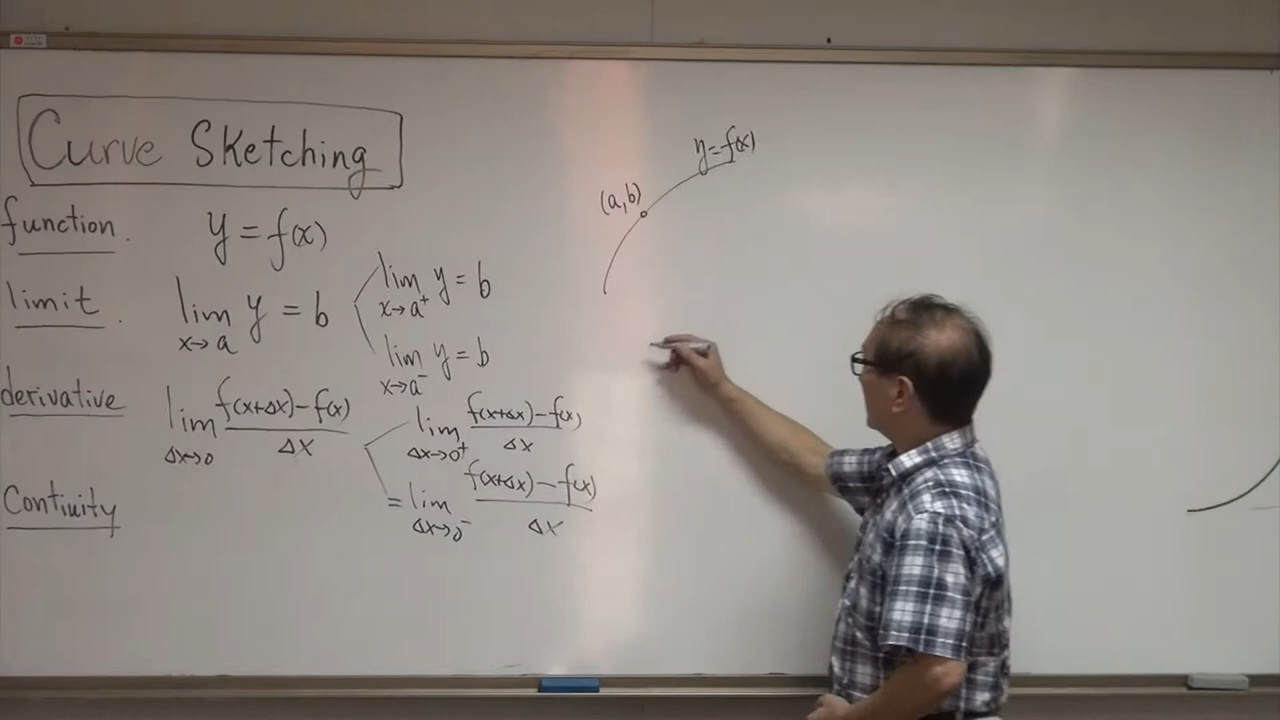 Curve Sketching
function. y = f(x)
limit. lim x→a y = b
lim x→a⁺ y = b
lim x→a⁻ y = b
derivative lim Δx→0 f(x+Δx)−f(x) / Δx
lim Δx→0⁺ f(x+Δx)−f(x) / Δx
= lim Δx→0⁻ f(x+Δx)−f(x) / Δx
Contiuity
y=f(x)
(a,b)